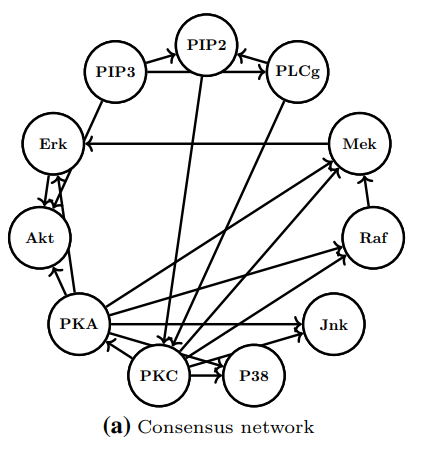 PIP2
PIP3
PLCg
Erk
Mek
Akt
Raf
PKA
Jnk
PKC
P38
(a) Consensus network